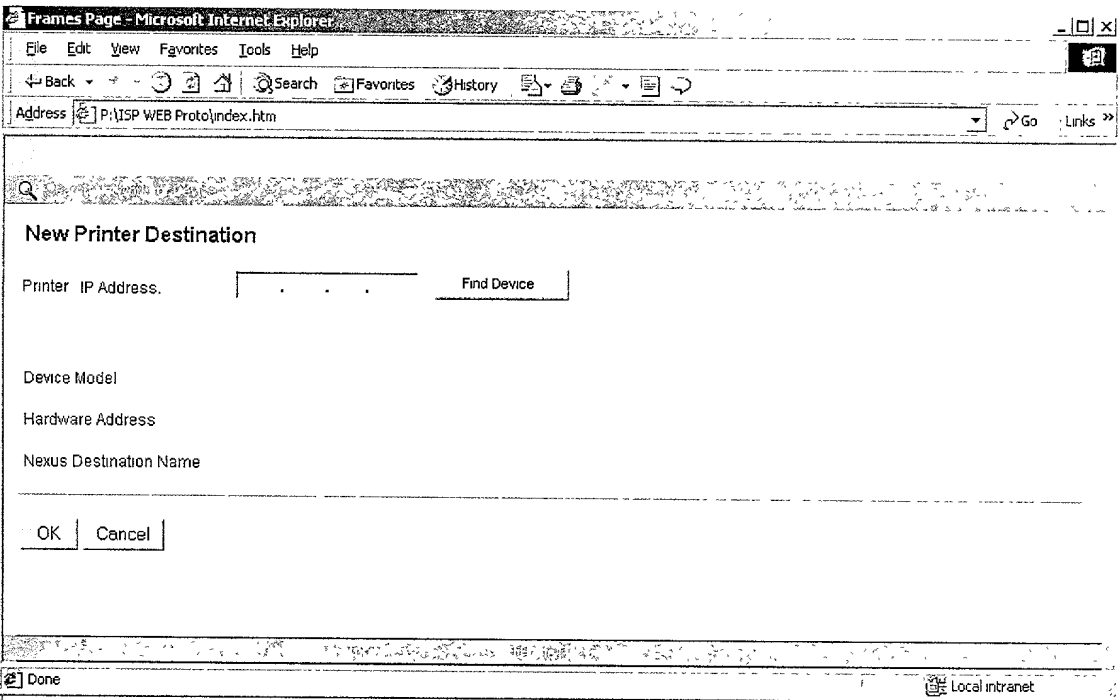 Frames Page - Microsoft Internet Explorer
File Edit View Favorites Tools Help
Back Search Favorites History
Address P:\ISP WEB Proto\index.htm Go Links »
New Printer Destination
Printer IP Address. . . . Find Device
Device Model
Hardware Address
Nexus Destination Name
OK Cancel
Done Local intranet